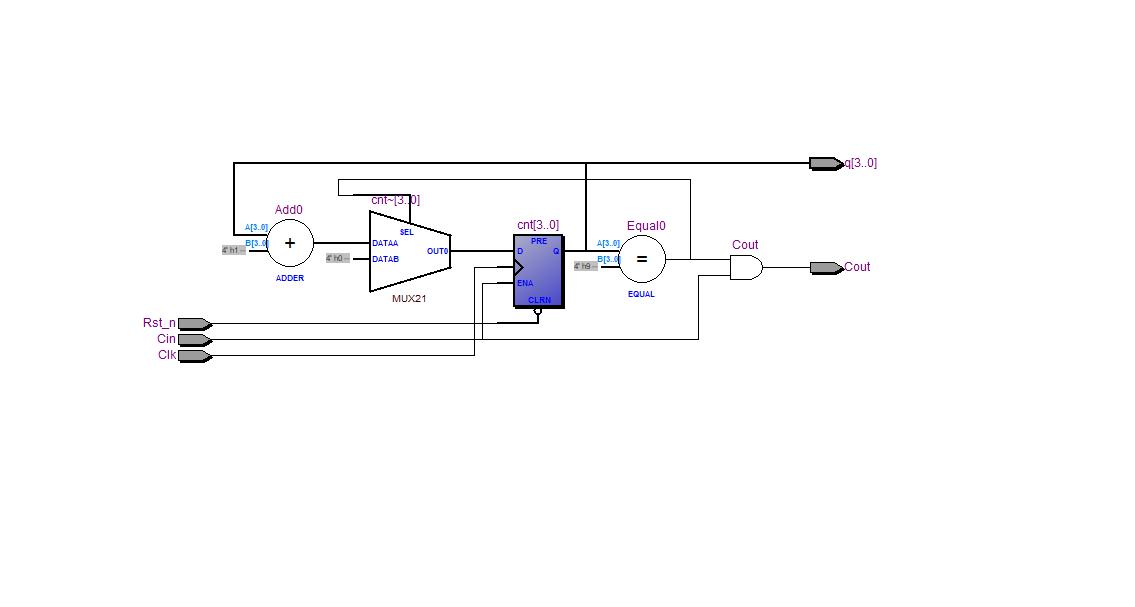 q[3..0]
cnt~[3..0]
Add0
cnt[3..0]
Equal0
A[3..0]
B[3..0]
4' h1 --
+
ADDER
SEL
DATAA
DATAB
OUT0
4' h0 --
MUX21
PRE
D
Q
ENA
CLRN
A[3..0]
B[3..0]
4' h9 --
=
EQUAL
Cout
Cout
Rst_n
Cin
Clk